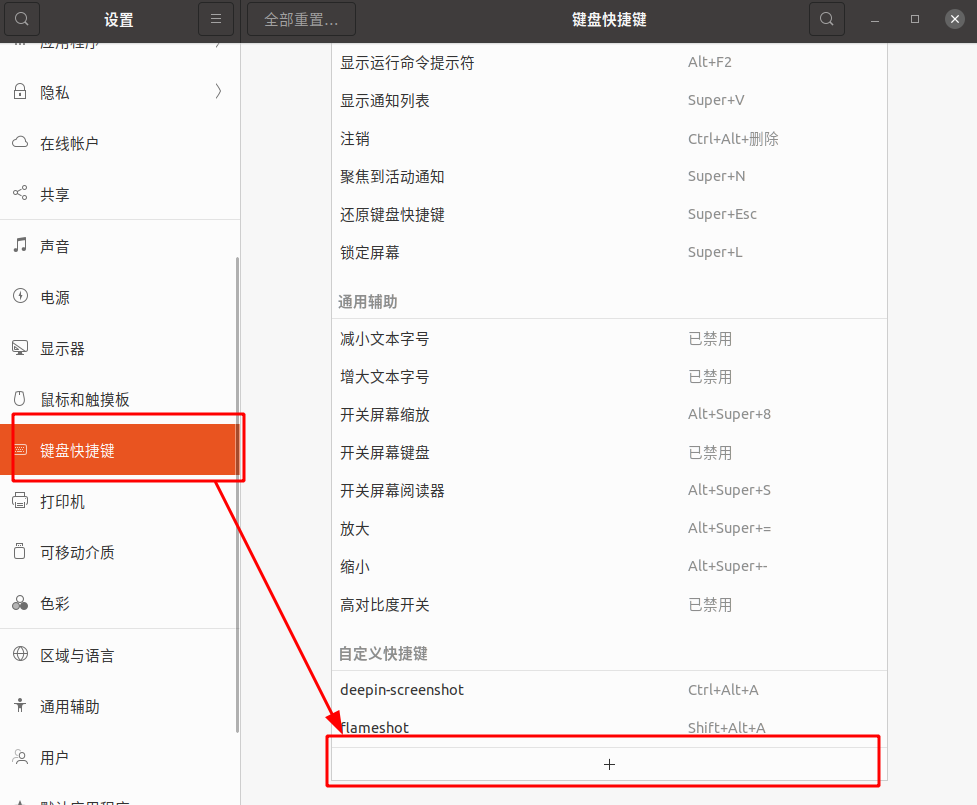 设置
全部重置...
键盘快捷键
应用程序
隐私
在线帐户
共享
声音
电源
显示器
鼠标和触摸板
键盘快捷键
打印机
可移动介质
色彩
区域与语言
通用辅助
用户
默认应用程序
显示运行命令提示符 Alt+F2
显示通知列表 Super+V
注销 Ctrl+Alt+删除
聚焦到活动通知 Super+N
还原键盘快捷键 Super+Esc
锁定屏幕 Super+L
通用辅助
减小文本字号 已禁用
增大文本字号 已禁用
开关屏幕缩放 Alt+Super+8
开关屏幕键盘 已禁用
开关屏幕阅读器 Alt+Super+S
放大 Alt+Super+=
缩小 Alt+Super+-
高对比度开关 已禁用
自定义快捷键
deepin-screenshot Ctrl+Alt+A
flameshot Shift+Alt+A
+